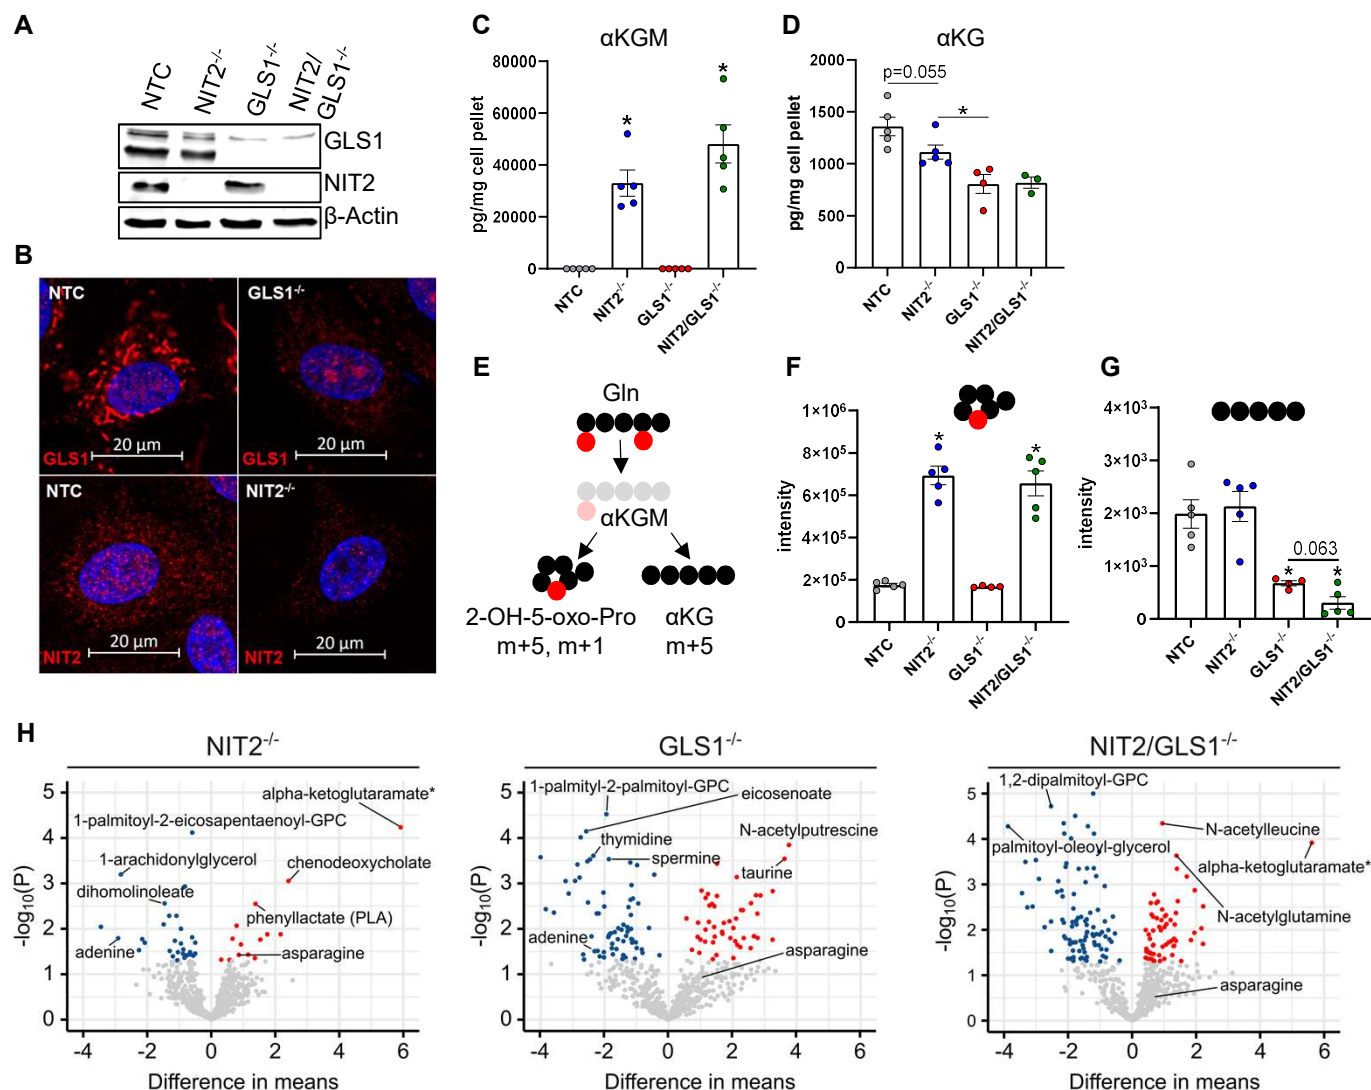 A
NTC
NIT2-/-
GLS1-/-
NIT2/
GLS1-/-
GLS1
NIT2
β-Actin
B
NTC
GLS1-/-
20 µm
20 µm
GLS1
GLS1
NTC
NIT2-/-
20 µm
20 µm
NIT2
NIT2
C
αKGM
80000
60000
40000
20000
0
pg/mg cell pellet
*
*
NTC
NIT2-/-
GLS1-/-
NIT2/GLS1-/-
D
αKG
2000
1500
1000
500
0
pg/mg cell pellet
p=0.055
*
NTC
NIT2-/-
GLS1-/-
NIT2/GLS1-/-
E
Gln
αKGM
2-OH-5-oxo-Pro
m+5, m+1
αKG
m+5
F
1×10⁶
8×10⁵
6×10⁵
4×10⁵
2×10⁵
0
intensity
*
*
NTC
NIT2-/-
GLS1-/-
NIT2/GLS1-/-
G
4×10³
3×10³
2×10³
1×10³
0
intensity
0.063
*
*
NTC
NIT2-/-
GLS1-/-
NIT2/GLS1-/-
H
NIT2-/-
5
4
3
2
1
0
-log10(P)
alpha-ketoglutaramate*
1-palmitoyl-2-eicosapentaenoyl-GPC
1-arachidonylglycerol
chenodeoxycholate
dihomolinoleate
phenyllactate (PLA)
adenine
asparagine
-4 -2 0 2 4 6
Difference in means
GLS1-/-
5
4
3
2
1
0
-log10(P)
1-palmityl-2-palmitoyl-GPC
eicosenoate
thymidine
N-acetylputrescine
spermine
taurine
adenine
asparagine
-4 -2 0 2 4 6
Difference in means
NIT2/GLS1-/-
5
4
3
2
1
0
-log10(P)
1,2-dipalmitoyl-GPC
N-acetylleucine
palmitoyl-oleoyl-glycerol
alpha-ketoglutaramate*
N-acetylglutamine
asparagine
-4 -2 0 2 4 6
Difference in means